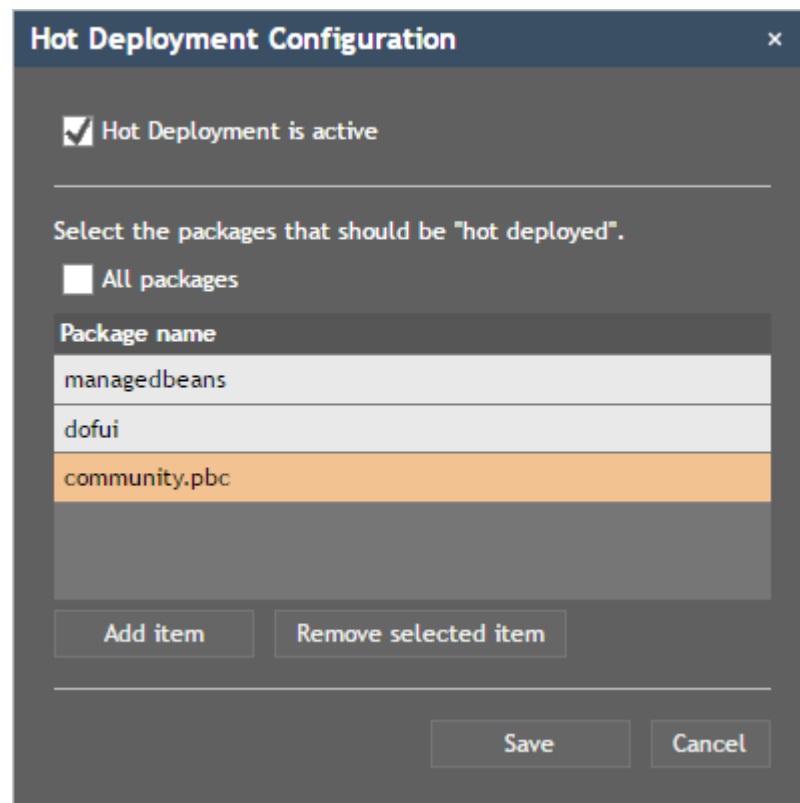 Hot Deployment Configuration ×
Hot Deployment is active
Select the packages that should be "hot deployed".
All packages
Package name
managedbeans
dofui
community.pbc
Add item Remove selected item
Save Cancel